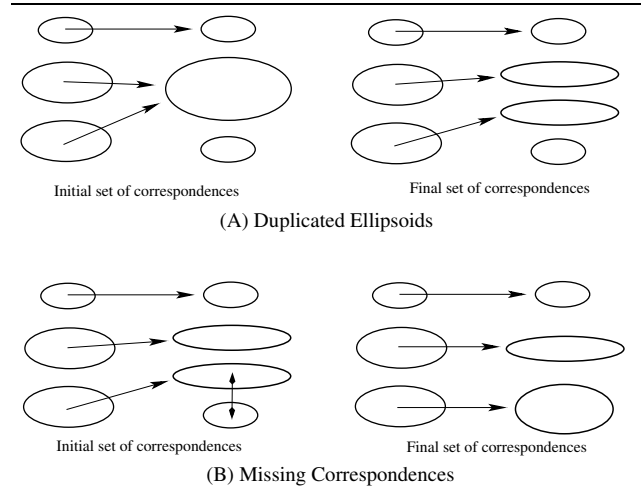 Initial set of correspondences
Final set of correspondences
(A) Duplicated Ellipsoids
Initial set of correspondences
Final set of correspondences
(B) Missing Correspondences